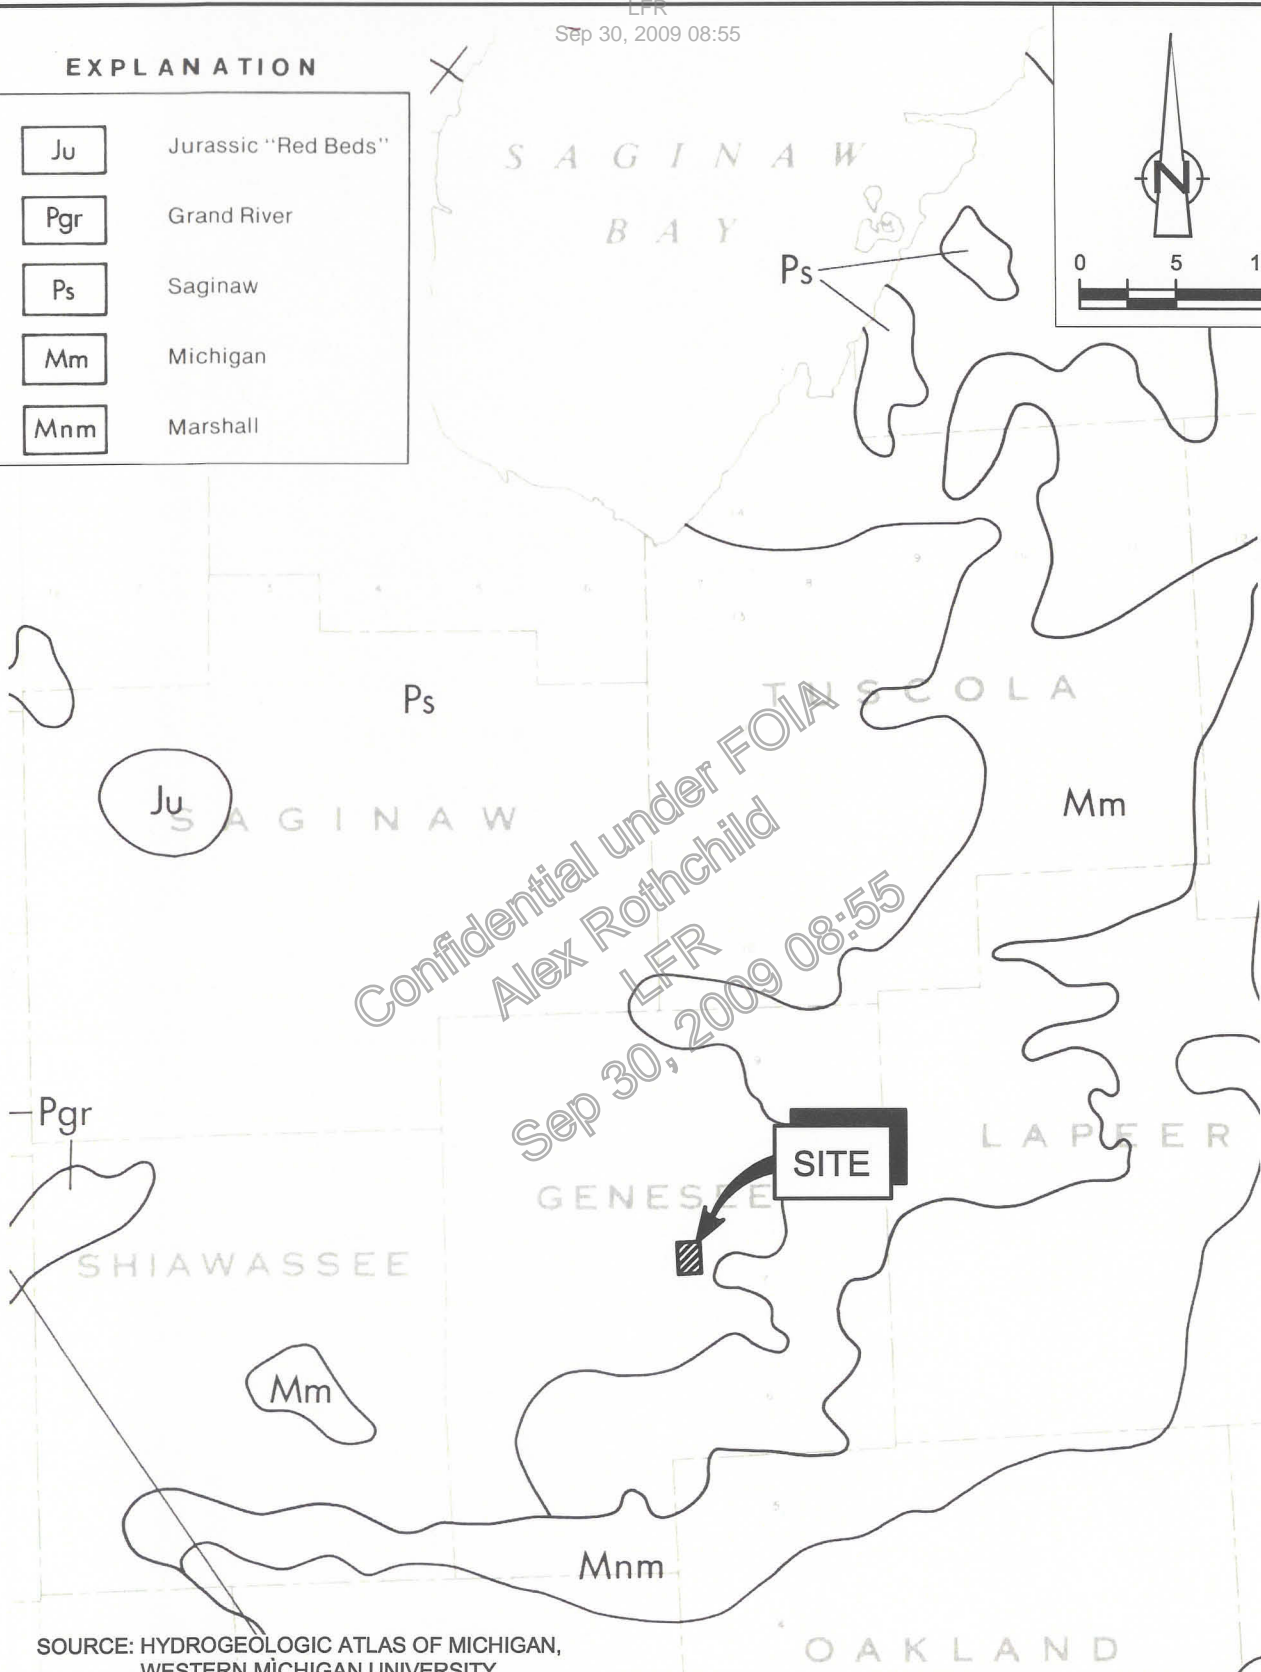 LFR
Sep 30, 2009 08:55
EXPLANATION
Ju Jurassic "Red Beds"
Pgr Grand River
Ps Saginaw
Mm Michigan
Mnm Marshall
SAGINAW
BAY
N
0 5 1
Ps
Ps
TUSCOLA
Ju
SAGINAW
Mm
Confidential under FOIA
Alex Rothchild
LFR
Sep 30, 2009 08:55
Pgr
LAPEER
SITE
GENESEE
SHIAWASSEE
Mm
Mnm
SOURCE: HYDROGEOLOGIC ATLAS OF MICHIGAN,
WESTERN MICHIGAN UNIVERSITY
OAKLAND